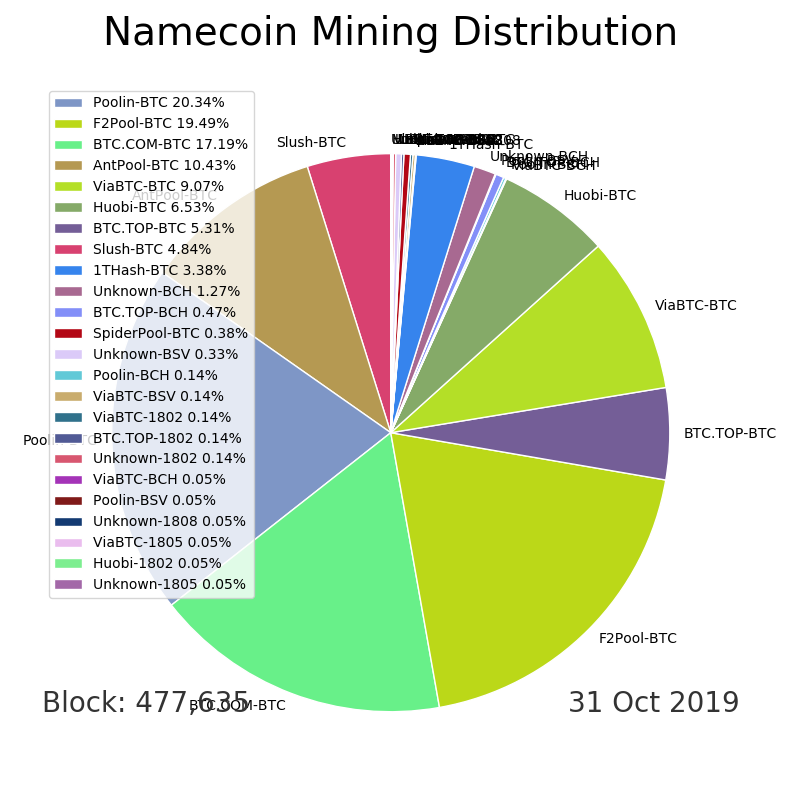 Namecoin Mining Distribution
Poolin-BTC 20.34%
F2Pool-BTC 19.49%
BTC.COM-BTC 17.19%
AntPool-BTC 10.43%
ViaBTC-BTC 9.07%
Huobi-BTC 6.53%
BTC.TOP-BTC 5.31%
Slush-BTC 4.84%
1THash-BTC 3.38%
Unknown-BCH 1.27%
BTC.TOP-BCH 0.47%
SpiderPool-BTC 0.38%
Unknown-BSV 0.33%
Poolin-BCH 0.14%
ViaBTC-BSV 0.14%
ViaBTC-1802 0.14%
BTC.TOP-1802 0.14%
Unknown-1802 0.14%
ViaBTC-BCH 0.05%
Poolin-BSV 0.05%
Unknown-1808 0.05%
ViaBTC-1805 0.05%
Huobi-1802 0.05%
Unknown-1805 0.05%
Slush-BTC
1THash-BTC
Unknown-BCH
ViaBTC-BCH
Huobi-BTC
AntPool-BTC
ViaBTC-BTC
BTC.TOP-BTC
Poolin-BTC
F2Pool-BTC
BTC.COM-BTC
Block: 477,635
31 Oct 2019